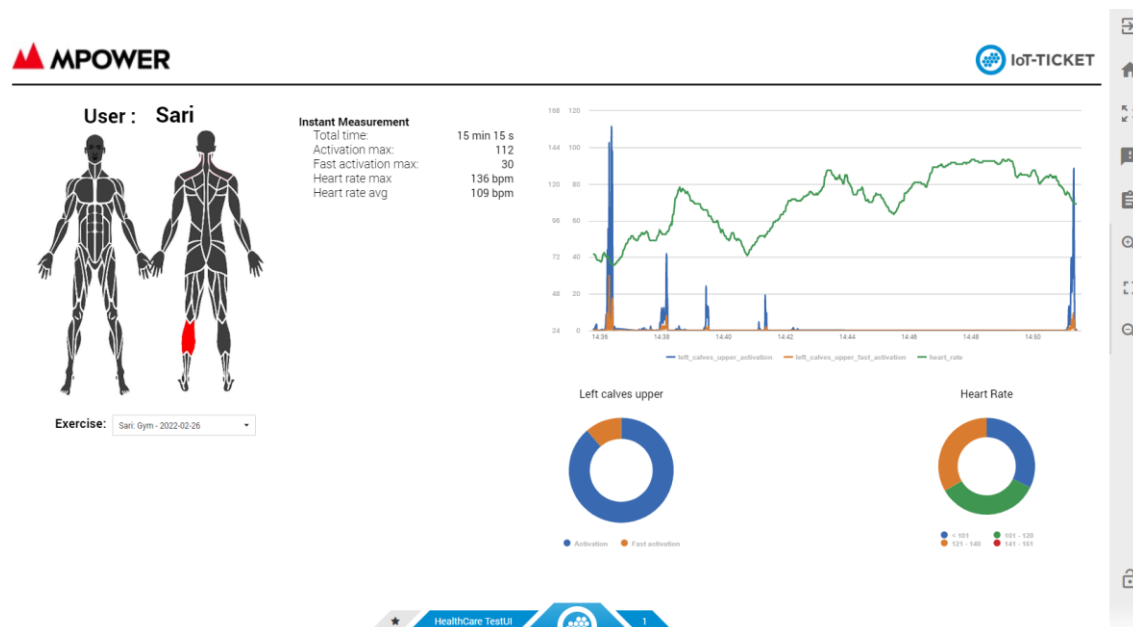 MPOWER
IoT-TICKET
User : Sari
Instant Measurement
Total time: 15 min 15 s
Activation max: 112
Fast activation max: 30
Heart rate max 136 bpm
Heart rate avg 109 bpm
168 120
144 100
120 80
96 60
72 40
48 20
24 0
14:36 14:38 14:40 14:42 14:44 14:46 14:48 14:50
left_calves_upper_activation left_calves_upper_fast_activation heart_rate
Exercise: Sari: Gym - 2022-02-26
Left calves upper
Activation Fast activation
Heart Rate
< 101 101 - 120
121 - 140 141 - 161
HealthCare TestUI 1